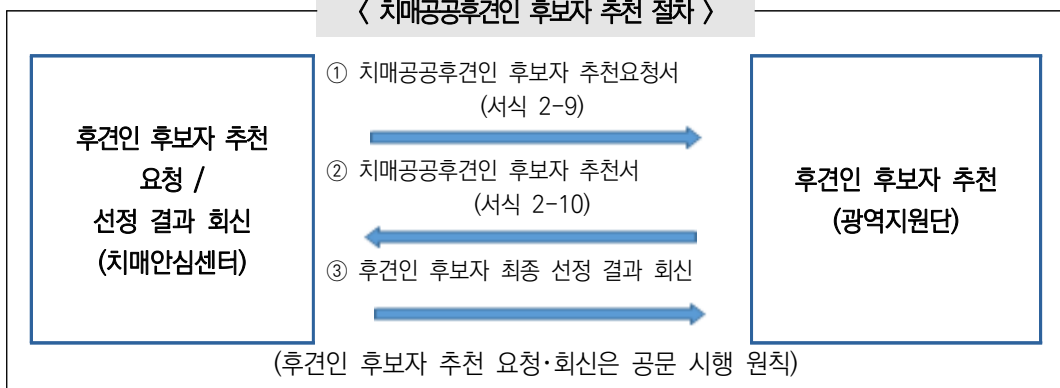 〈 치매공공후견인 후보자 추천 절차 〉
후견인 후보자 추천
요청 /
선정 결과 회신
(치매안심센터)
① 치매공공후견인 후보자 추천요청서
(서식 2-9)
② 치매공공후견인 후보자 추천서
(서식 2-10)
③ 후견인 후보자 최종 선정 결과 회신
후견인 후보자 추천
(광역지원단)
(후견인 후보자 추천 요청·회신은 공문 시행 원칙)